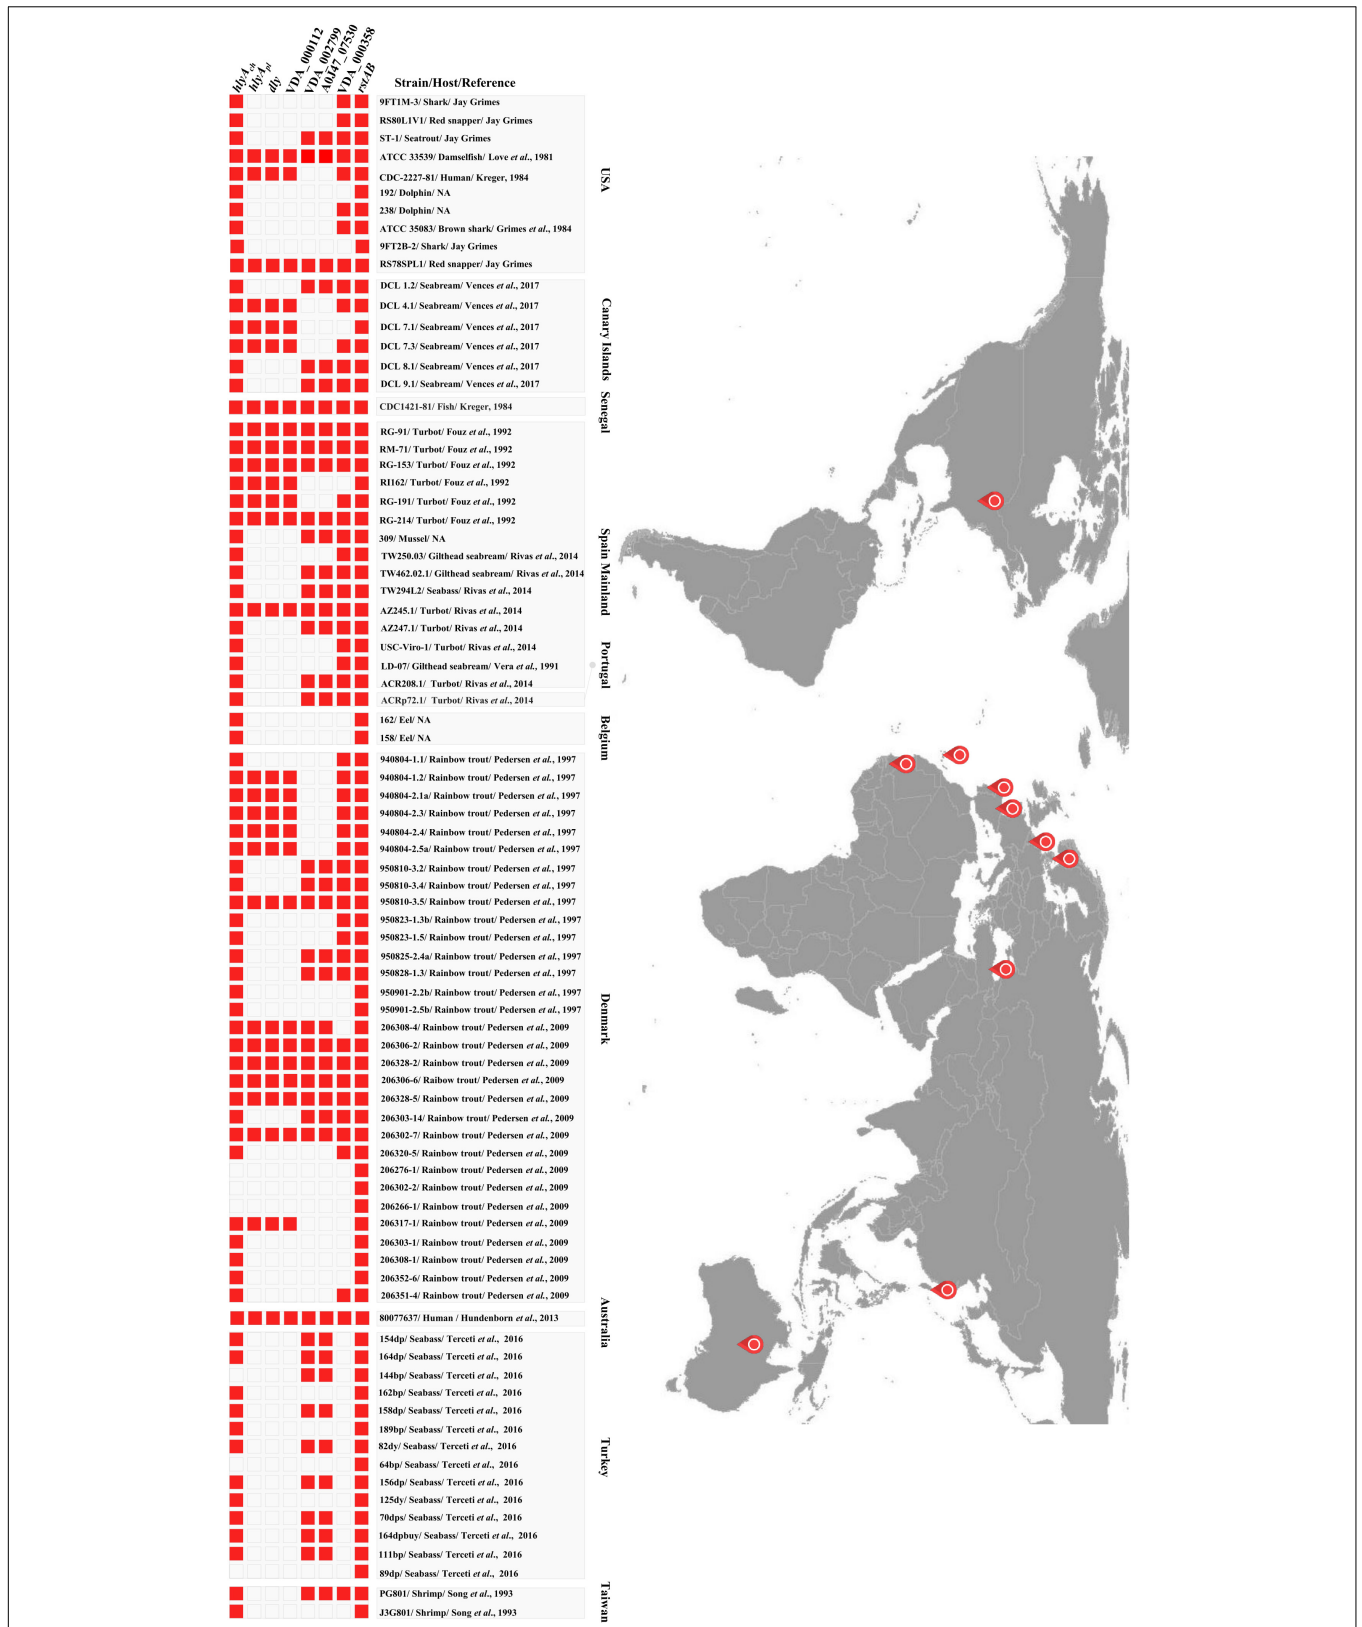 hlyAch
hlyApl
dly
VDA_000112
VDA_002799
A0J47_07530
VDA_000358
rstAB
Strain/Host/Reference
9FT1M-3/ Shark/ Jay Grimes
RS80L1V1/ Red snapper/ Jay Grimes
ST-1/ Seatrout/ Jay Grimes
ATCC 33539/ Damselfish/ Love et al., 1981
CDC-2227-81/ Human/ Kreger, 1984
192/ Dolphin/ NA
238/ Dolphin/ NA
ATCC 35083/ Brown shark/ Grimes et al., 1984
9FT2B-2/ Shark/ Jay Grimes
RS78SPL1/ Red snapper/ Jay Grimes
USA
DCL 1.2/ Seabream/ Vences et al., 2017
DCL 4.1/ Seabream/ Vences et al., 2017
DCL 7.1/ Seabream/ Vences et al., 2017
DCL 7.3/ Seabream/ Vences et al., 2017
DCL 8.1/ Seabream/ Vences et al., 2017
DCL 9.1/ Seabream/ Vences et al., 2017
Canary Islands
CDC1421-81/ Fish/ Kreger, 1984
Senegal
RG-91/ Turbot/ Fouz et al., 1992
RM-71/ Turbot/ Fouz et al., 1992
RG-153/ Turbot/ Fouz et al., 1992
RI162/ Turbot/ Fouz et al., 1992
RG-191/ Turbot/ Fouz et al., 1992
RG-214/ Turbot/ Fouz et al., 1992
309/ Mussel/ NA
TW250.03/ Gilthead seabream/ Rivas et al., 2014
TW462.02.1/ Gilthead seabream/ Rivas et al., 2014
TW294L2/ Seabass/ Rivas et al., 2014
AZ245.1/ Turbot/ Rivas et al., 2014
AZ247.1/ Turbot/ Rivas et al., 2014
USC-Viro-1/ Turbot/ Rivas et al., 2014
LD-07/ Gilthead seabream/ Vera et al., 1991
ACR208.1/ Turbot/ Rivas et al., 2014
Spain Mainland
ACRp72.1/ Turbot/ Rivas et al., 2014
Portugal
162/ Eel/ NA
158/ Eel/ NA
Belgium
940804-1.1/ Rainbow trout/ Pedersen et al., 1997
940804-1.2/ Rainbow trout/ Pedersen et al., 1997
940804-2.1a/ Rainbow trout/ Pedersen et al., 1997
940804-2.3/ Rainbow trout/ Pedersen et al., 1997
940804-2.4/ Rainbow trout/ Pedersen et al., 1997
940804-2.5a/ Rainbow trout/ Pedersen et al., 1997
950810-3.2/ Rainbow trout/ Pedersen et al., 1997
950810-3.4/ Rainbow trout/ Pedersen et al., 1997
950810-3.5/ Rainbow trout/ Pedersen et al., 1997
950823-1.3b/ Rainbow trout/ Pedersen et al., 1997
950823-1.5/ Rainbow trout/ Pedersen et al., 1997
950825-2.4a/ Rainbow trout/ Pedersen et al., 1997
950828-1.3/ Rainbow trout/ Pedersen et al., 1997
950901-2.2b/ Rainbow trout/ Pedersen et al., 1997
950901-2.5b/ Rainbow trout/ Pedersen et al., 1997
206308-4/ Rainbow trout/ Pedersen et al., 2009
206306-2/ Rainbow trout/ Pedersen et al., 2009
206328-2/ Rainbow trout/ Pedersen et al., 2009
206306-6/ Raibow trout/ Pedersen et al., 2009
206328-5/ Rainbow trout/ Pedersen et al., 2009
206303-14/ Rainbow trout/ Pedersen et al., 2009
206302-7/ Rainbow trout/ Pedersen et al., 2009
206320-5/ Rainbow trout/ Pedersen et al., 2009
206276-1/ Rainbow trout/ Pedersen et al., 2009
206302-2/ Rainbow trout/ Pedersen et al., 2009
206266-1/ Rainbow trout/ Pedersen et al., 2009
206317-1/ Rainbow trout/ Pedersen et al., 2009
206303-1/ Rainbow trout/ Pedersen et al., 2009
206308-1/ Rainbow trout/ Pedersen et al., 2009
206352-6/ Rainbow trout/ Pedersen et al., 2009
206351-4/ Rainbow trout/ Pedersen et al., 2009
Denmark
80077637/ Human / Hundenborn et al., 2013
Australia
154dp/ Seabass/ Terceti et al., 2016
164dp/ Seabass/ Terceti et al., 2016
144bp/ Seabass/ Terceti et al., 2016
162bp/ Seabass/ Terceti et al., 2016
158dp/ Seabass/ Terceti et al., 2016
189bp/ Seabass/ Terceti et al., 2016
82dy/ Seabass/ Terceti et al., 2016
64bp/ Seabass/ Terceti et al., 2016
156dp/ Seabass/ Terceti et al., 2016
125dy/ Seabass/ Terceti et al., 2016
70dps/ Seabass/ Terceti et al., 2016
164dpbuy/ Seabass/ Terceti et al., 2016
111bp/ Seabass/ Terceti et al., 2016
89dp/ Seabass/ Terceti et al., 2016
Turkey
PG801/ Shrimp/ Song et al., 1993
J3G801/ Shrimp/ Song et al., 1993
Taiwan